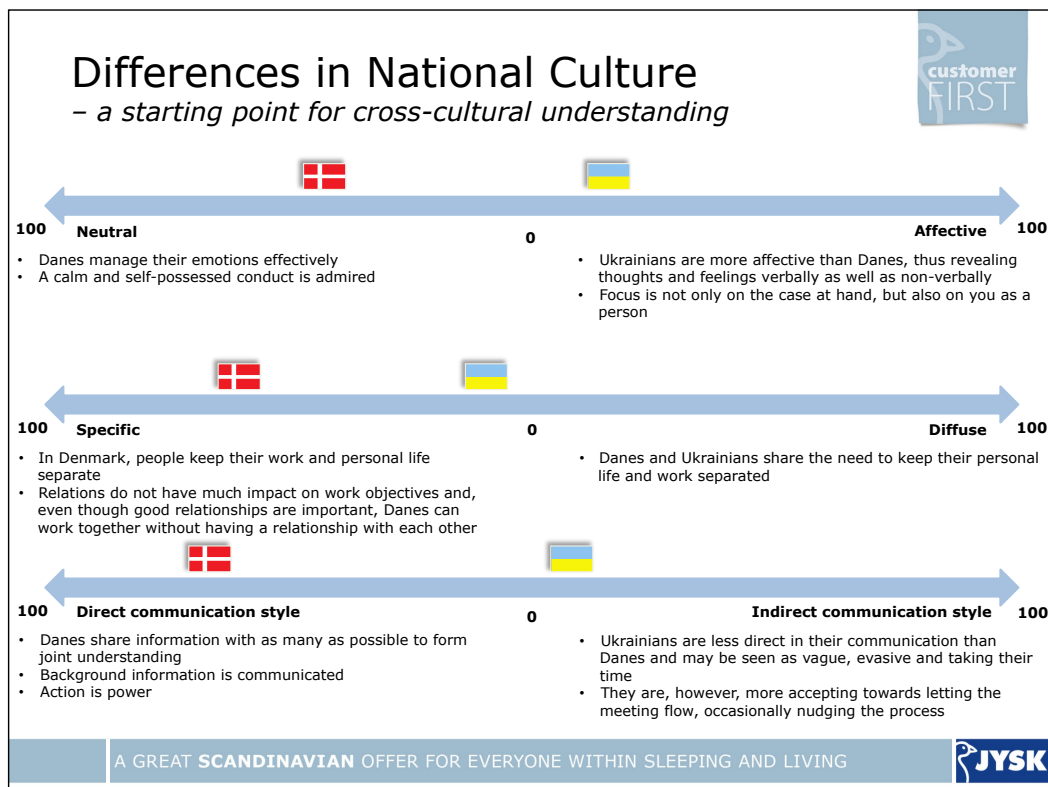 Differences in National Culture
– a starting point for cross-cultural understanding
customer
FIRST
100
Neutral
0
Affective
100
• Danes manage their emotions effectively
• A calm and self-possessed conduct is admired
• Ukrainians are more affective than Danes, thus revealing
thoughts and feelings verbally as well as non-verbally
• Focus is not only on the case at hand, but also on you as a
person
100
Specific
0
Diffuse
100
• In Denmark, people keep their work and personal life
separate
• Relations do not have much impact on work objectives and,
even though good relationships are important, Danes can
work together without having a relationship with each other
• Danes and Ukrainians share the need to keep their personal
life and work separated
100
Direct communication style
0
Indirect communication style
100
• Danes share information with as many as possible to form
joint understanding
• Background information is communicated
• Action is power
• Ukrainians are less direct in their communication than
Danes and may be seen as vague, evasive and taking their
time
• They are, however, more accepting towards letting the
meeting flow, occasionally nudging the process
A GREAT SCANDINAVIAN OFFER FOR EVERYONE WITHIN SLEEPING AND LIVING
JYSK